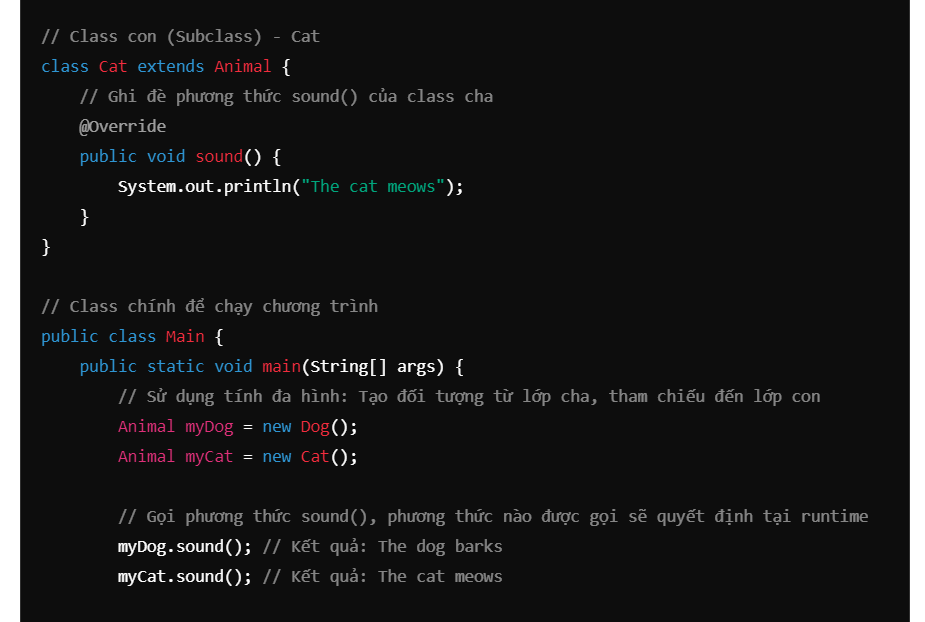 // Class con (Subclass) - Cat
class Cat extends Animal {
    // Ghi đè phương thức sound() của class cha
    @Override
    public void sound() {
        System.out.println("The cat meows");
    }
}

// Class chính để chạy chương trình
public class Main {
    public static void main(String[] args) {
        // Sử dụng tính đa hình: Tạo đối tượng từ lớp cha, tham chiếu đến lớp con
        Animal myDog = new Dog();
        Animal myCat = new Cat();

        // Gọi phương thức sound(), phương thức nào được gọi sẽ quyết định tại runtime
        myDog.sound(); // Kết quả: The dog barks
        myCat.sound(); // Kết quả: The cat meows